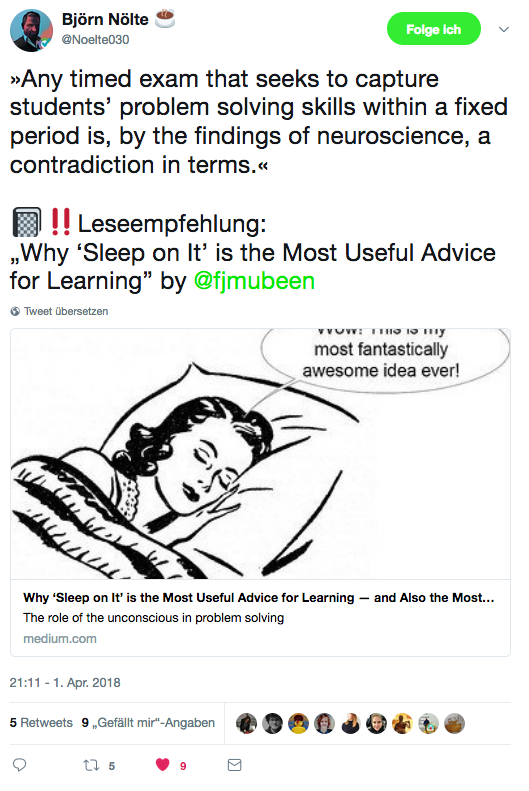 Björn Nölte
@Noelte030
Folge ich
»Any timed exam that seeks to capture
students’ problem solving skills within a fixed
period is, by the findings of neuroscience, a
contradiction in terms.«
Leseempfehlung:
„Why ‘Sleep on It’ is the Most Useful Advice
for Learning” by @fjmubeen
Tweet übersetzen
WOW! This is my
most fantastically
awesome idea ever!
Why ‘Sleep on It’ is the Most Useful Advice for Learning — and Also the Most...
The role of the unconscious in problem solving
medium.com
21:11 - 1. Apr. 2018
5 Retweets 9 „Gefällt mir“-Angaben
5 9